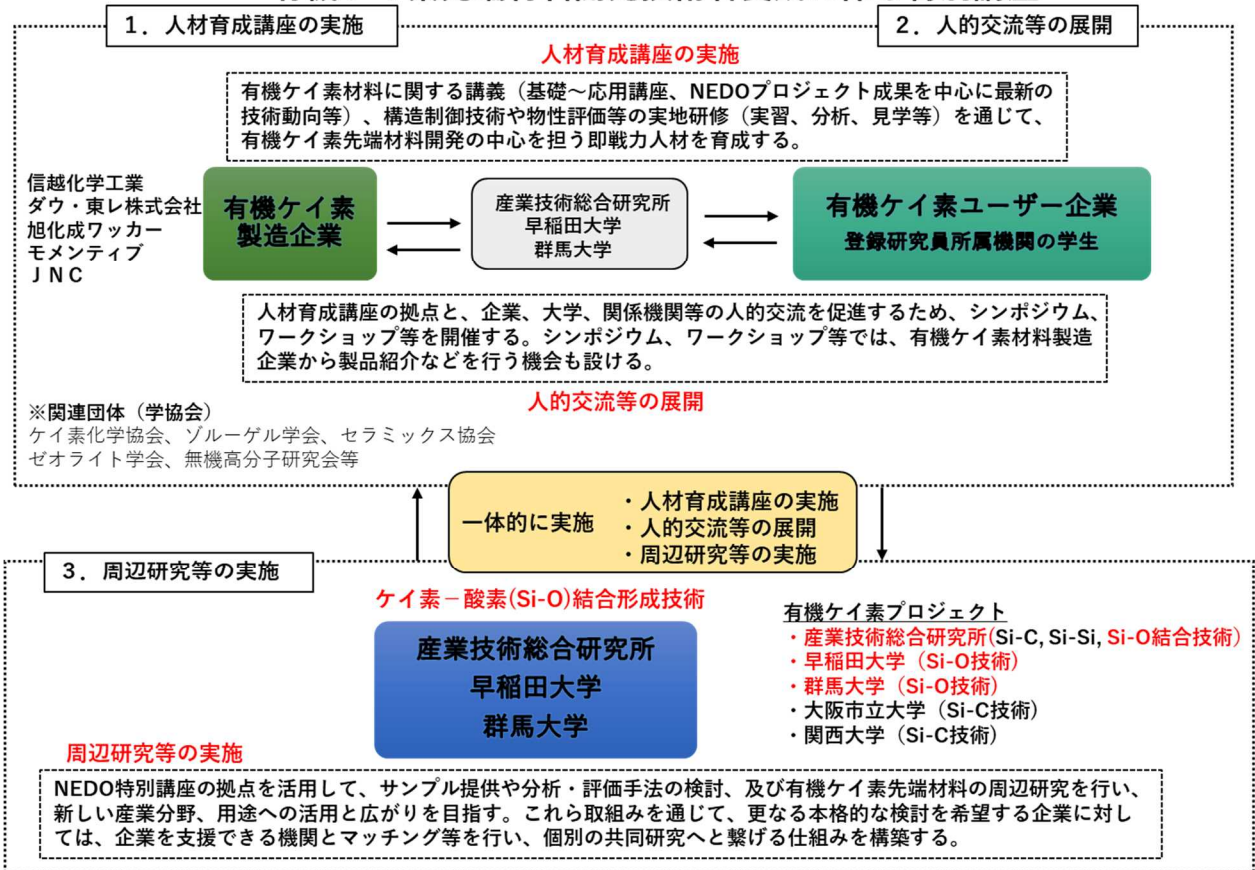 1．人材育成講座の実施
2．人的交流等の展開
人材育成講座の実施
有機ケイ素材料に関する講義（基礎～応用講座、NEDOプロジェクト成果を中心に最新の
技術動向等）、構造制御技術や物性評価等の実地研修（実習、分析、見学等）を通じて、
有機ケイ素先端材料開発の中心を担う即戦力人材を育成する。
信越化学工業
ダウ・東レ株式会社
旭化成ワッカー
モメンティブ
ＪＮＣ
有機ケイ素
製造企業
産業技術総合研究所
早稲田大学
群馬大学
有機ケイ素ユーザー企業
登録研究員所属機関の学生
人材育成講座の拠点と、企業、大学、関係機関等の人的交流を促進するため、シンポジウム、
ワークショップ等を開催する。シンポジウム、ワークショップ等では、有機ケイ素材料製造
企業から製品紹介などを行う機会も設ける。
人的交流等の展開
※関連団体（学協会）
ケイ素化学協会、ゾルーゲル学会、セラミックス協会
ゼオライト学会、無機高分子研究会等
一体的に実施
・人材育成講座の実施
・人的交流等の展開
・周辺研究等の実施
3．周辺研究等の実施
ケイ素－酸素(Si-O)結合形成技術
産業技術総合研究所
早稲田大学
群馬大学
有機ケイ素プロジェクト
・産業技術総合研究所(Si-C, Si-Si, Si-O結合技術)
・早稲田大学（Si-O技術）
・群馬大学（Si-O技術）
・大阪市立大学（Si-C技術）
・関西大学（Si-C技術）
周辺研究等の実施
NEDO特別講座の拠点を活用して、サンプル提供や分析・評価手法の検討、及び有機ケイ素先端材料の周辺研究を行い、
新しい産業分野、用途への活用と広がりを目指す。これら取組みを通じて、更なる本格的な検討を希望する企業に対し
ては、企業を支援できる機関とマッチング等を行い、個別の共同研究へと繋げる仕組みを構築する。